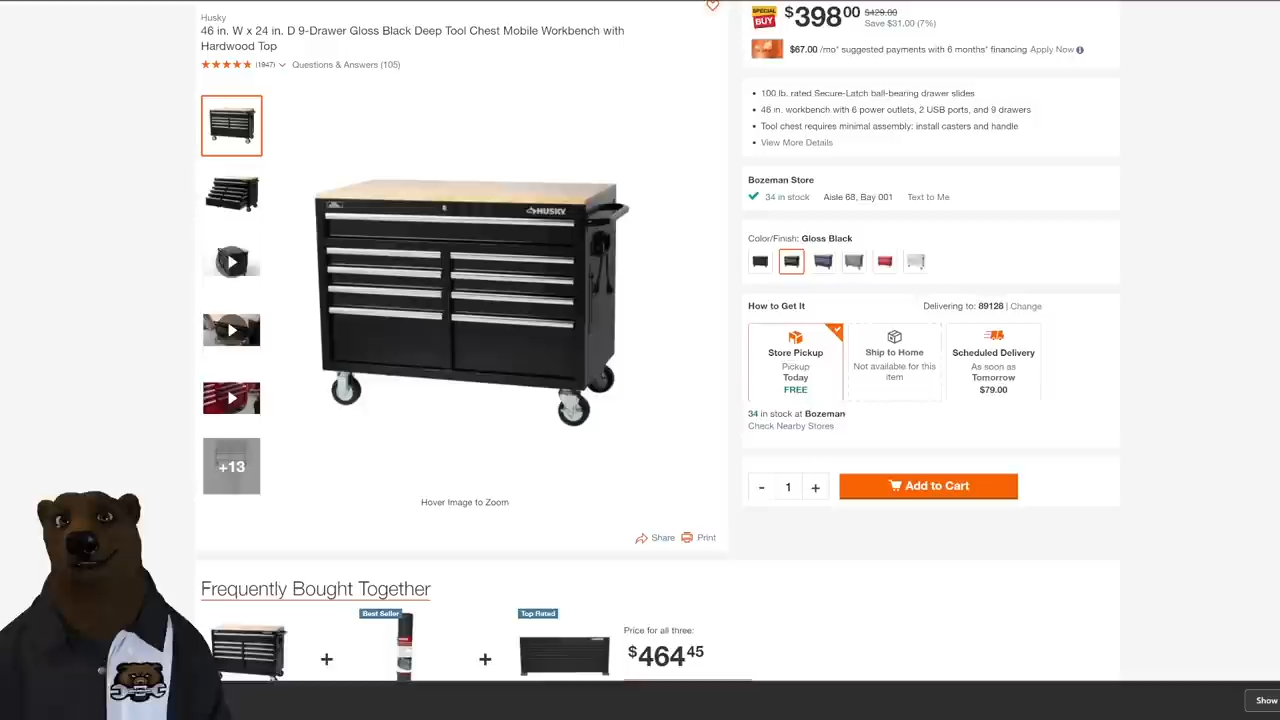 Husky
46 in. W x 24 in. D 9-Drawer Gloss Black Deep Tool Chest Mobile Workbench with
Hardwood Top
(1947)
Questions & Answers (105)
+13
Hover Image to Zoom
Share
Print
SPECIAL BUY
$398 00
$429.00
Save $31.00 (7%)
$67.00 /mo* suggested payments with 6 months* financing Apply Now
100 lb. rated Secure-Latch ball-bearing drawer slides
46 in. workbench with 6 power outlets, 2 USB ports, and 9 drawers
Tool chest requires minimal assembly: install casters and handle
View More Details
Bozeman Store
34 in stock Aisle 68, Bay 001 Text to Me
Color/Finish: Gloss Black
How to Get It
Delivering to: 89128 | Change
Store Pickup
Pickup
Today
FREE
Ship to Home
Not available for this
item
Scheduled Delivery
As soon as
Tomorrow
$79.00
34 in stock at Bozeman
Check Nearby Stores
- 1 +
Add to Cart
HUSKY
Frequently Bought Together
Best Seller
Top Rated
+
+
Price for all three:
$464 45
Show